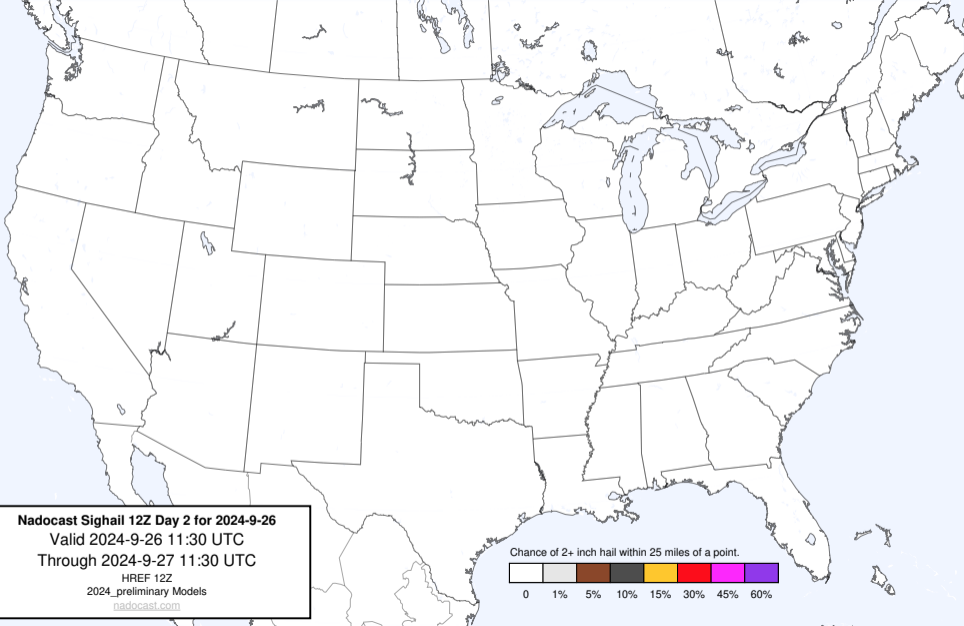 Nadocast Sighail 12Z Day 2 for 2024-9-26
Valid 2024-9-26 11:30 UTC
Through 2024-9-27 11:30 UTC
HREF 12Z
2024_preliminary Models
nadocast.com
Chance of 2+ inch hail within 25 miles of a point.
0 1% 5% 10% 15% 30% 45% 60%